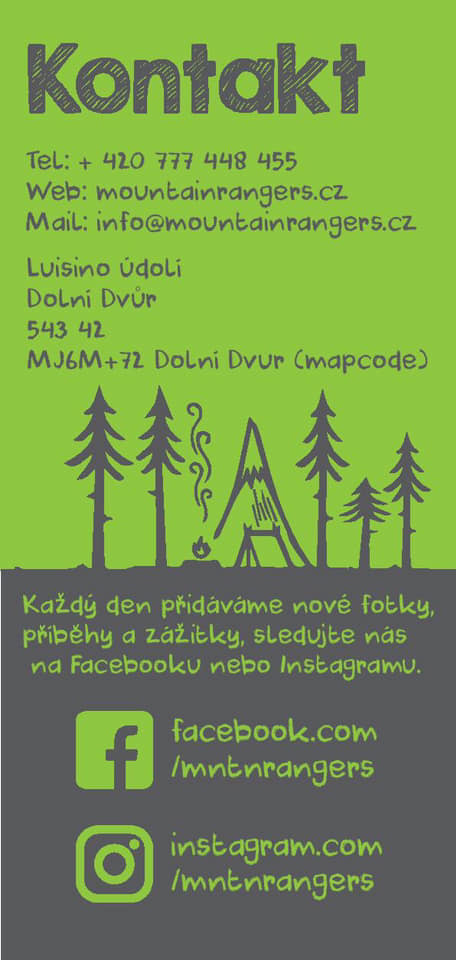 Kontakt
Tel: + 420 777 448 455
Web: mountainrangers.cz
Mail: info@mountainrangers.cz
Luisino údolí
Dolní Dvůr
543 42
MJ6M+72 Dolní Dvur (mapcode)
Každý den přidáváme nové fotky,
příběhy a zážitky, sledujte nás
na Facebooku nebo Instagramu.
facebook.com
/mntnrangers
instagram.com
/mntnrangers